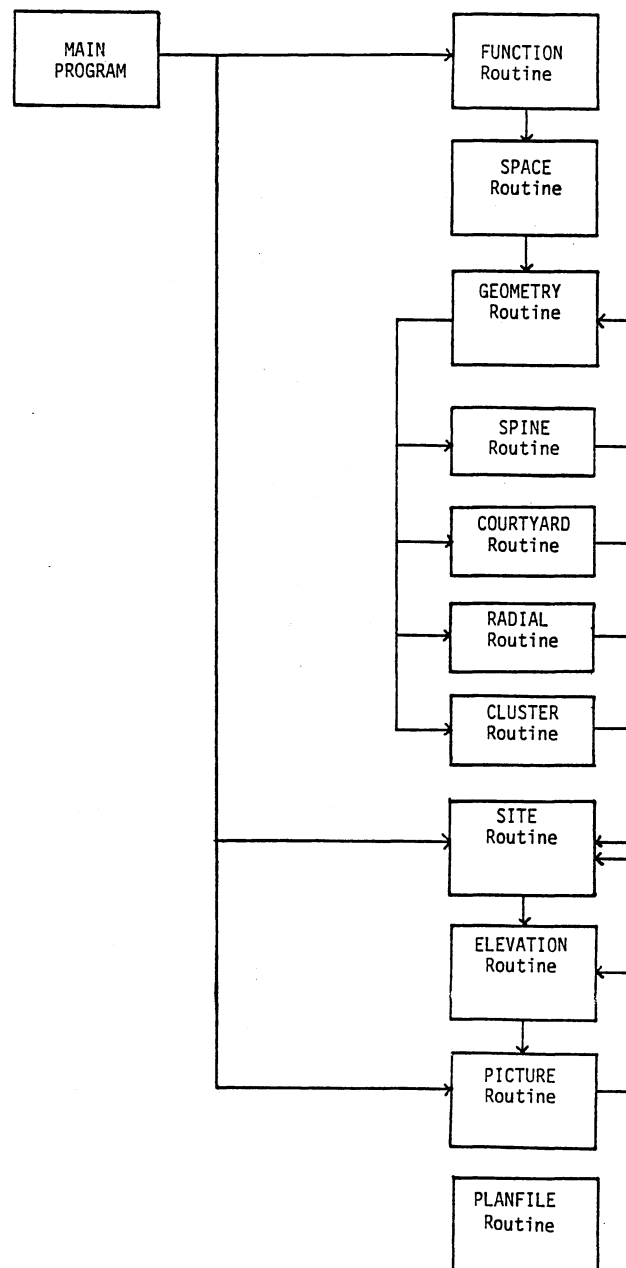 MAIN
PROGRAM
FUNCTION
Routine
SPACE
Routine
GEOMETRY
Routine
SPINE
Routine
COURTYARD
Routine
RADIAL
Routine
CLUSTER
Routine
SITE
Routine
ELEVATION
Routine
PICTURE
Routine
PLANFILE
Routine